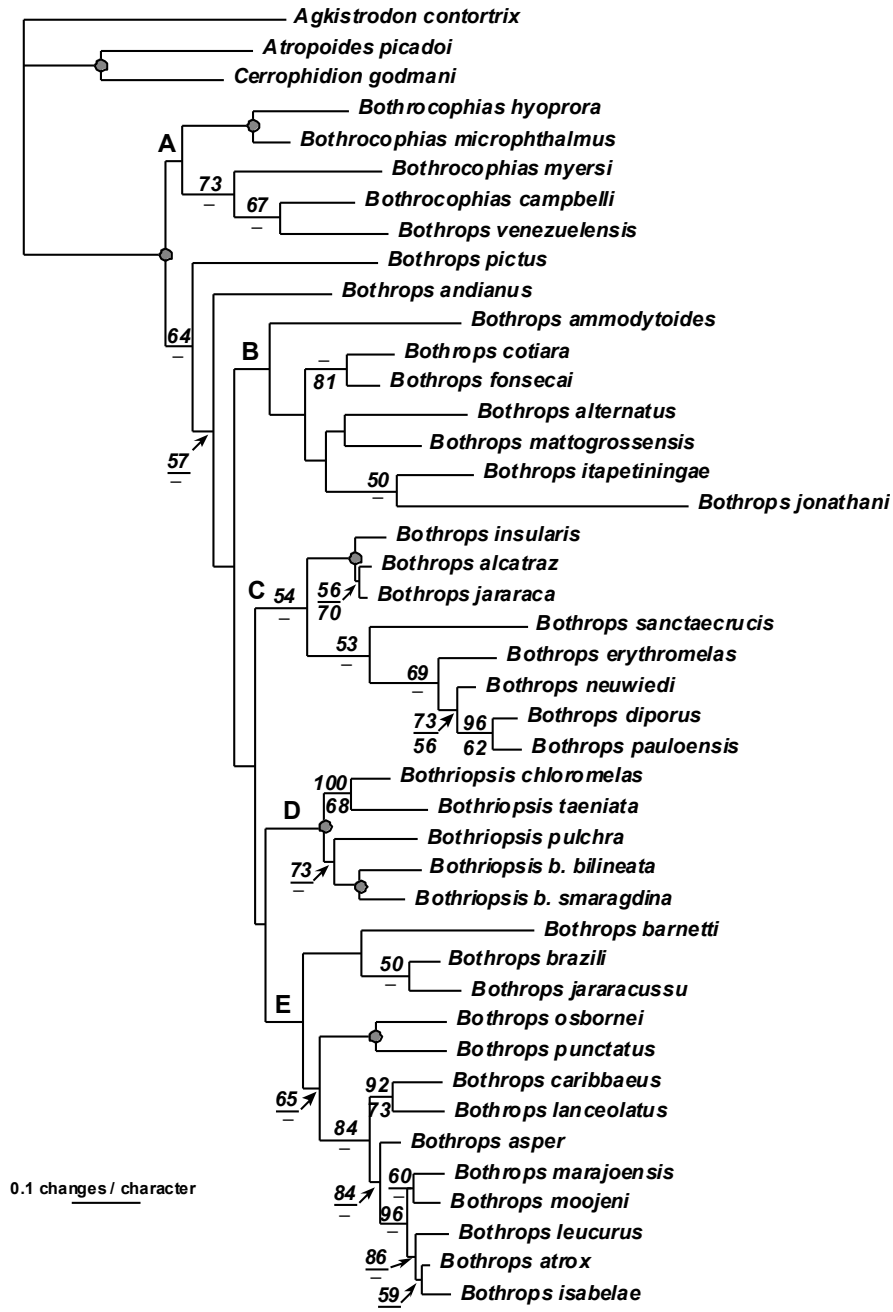 Agkistrodon contortrix
Atropoides picadoi
Cerrophidion godmani
Bothrocophias hyoprora
A
Bothrocophias microphthalmus
Bothrocophias myersi
73
–
Bothrocophias campbelli
67
–
Bothrops venezuelensis
Bothrops pictus
Bothrops andianus
Bothrops ammodytoides
64
–
B
Bothrops cotiara
–
81
Bothrops fonsecai
Bothrops alternatus
Bothrops mattogrossensis
57
–
Bothrops itapetiningae
50
–
Bothrops jonathani
Bothrops insularis
Bothrops alcatraz
C
54
–
56
70
Bothrops jararaca
Bothrops sanctaecrucis
53
–
Bothrops erythromelas
69
–
Bothrops neuwiedi
73
56
Bothrops diporus
96
62
Bothrops pauloensis
Bothriopsis chloromelas
100
68
Bothriopsis taeniata
D
Bothriopsis pulchra
Bothriopsis b. bilineata
73
–
Bothriopsis b. smaragdina
Bothrops barnetti
Bothrops brazili
50
–
Bothrops jararacussu
E
Bothrops osbornei
Bothrops punctatus
Bothrops caribbaeus
92
73
65
–
Bothrops lanceolatus
84
–
Bothrops asper
Bothrops marajoensis
60
–
0.1 changes / character
84
–
Bothrops moojeni
96
–
Bothrops leucurus
86
–
Bothrops atrox
59
Bothrops isabelae